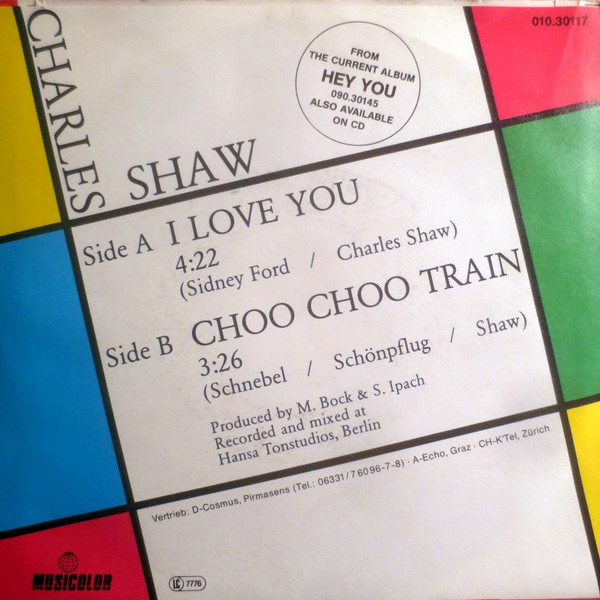 010.30117
CHARLES
SHAW
FROM
THE CURRENT ALBUM
HEY YOU
090.30145
ALSO AVAILABLE
ON CD
Side A I LOVE YOU
4:22
(Sidney Ford / Charles Shaw)
Side B CHOO CHOO TRAIN
3:26
(Schnebel / Schönpflug / Shaw)
Produced by M. Bock & S. Ipach
Recorded and mixed at
Hansa Tonstudios, Berlin
Vertrieb: D-Cosmus, Pirmasens (Tel.: 06331/76096-7-8) · A-Echo, Graz · CH-K'Tel, Zürich
MUSICOLOR
LC 7776